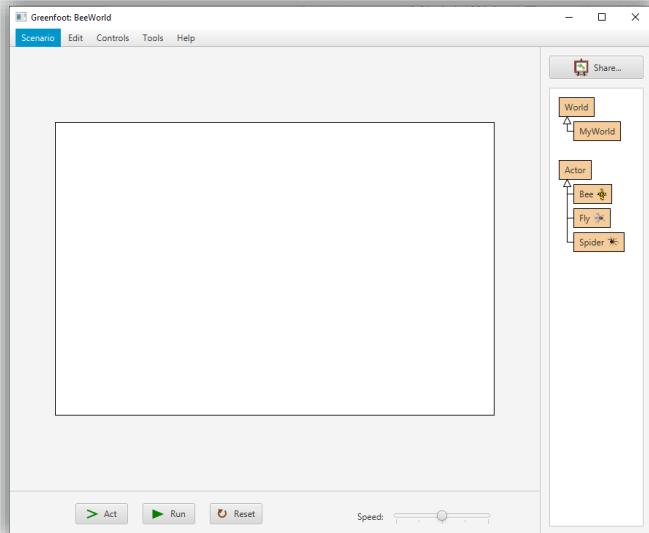 Greenfoot: BeeWorld
Scenario Edit Controls Tools Help
Share...
World
MyWorld
Actor
Bee
Fly
Spider
Act Run Reset Speed: